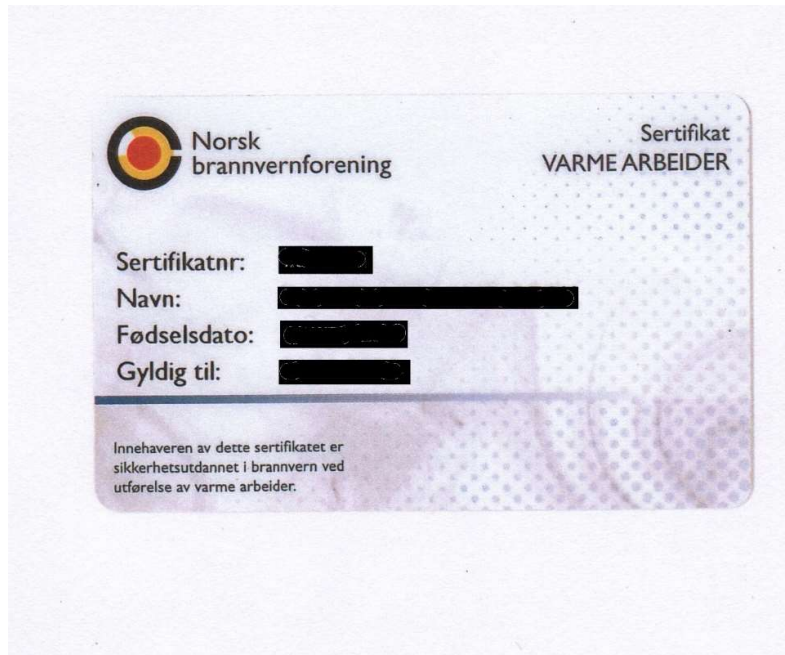 Norsk
brannvernforening
Sertifikat
VARME ARBEIDER
Sertifikatnr:
Navn:
Fødselsdato:
Gyldig til:
Innehaveren av dette sertifikatet er
sikkerhetsutdannet i brannvern ved
utførelse av varme arbeider.